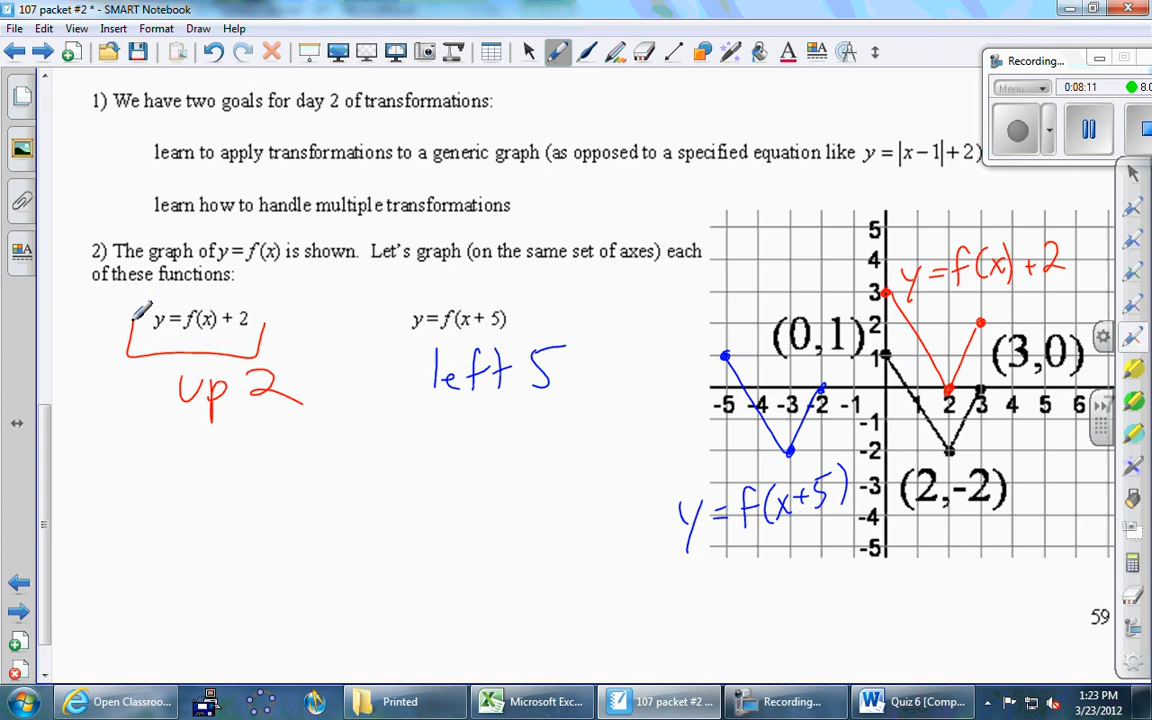 107 packet #2 * - SMART Notebook
File Edit View Insert Format Draw Help
Recording...
Menu
0:08:11
8.0
1) We have two goals for day 2 of transformations:
learn to apply transformations to a generic graph (as opposed to a specified equation like y = |x − 1| + 2)
learn how to handle multiple transformations
2) The graph of y = f(x) is shown. Let's graph (on the same set of axes) each
of these functions:
y = f(x) + 2
y = f(x + 5)
up 2
left 5
5
4
3
2
1
-1
-2
-3
-4
-5
-5 -4 -3 -2 -1 2 3 4 5 6 7
y = f(x) + 2
(0,1)
(3,0)
(2,-2)
y = f(x+5)
59
Open Classroo...
Printed
Microsoft Exc...
107 packet #2 ...
Recording...
Quiz 6 [Comp...
1:23 PM
3/23/2012